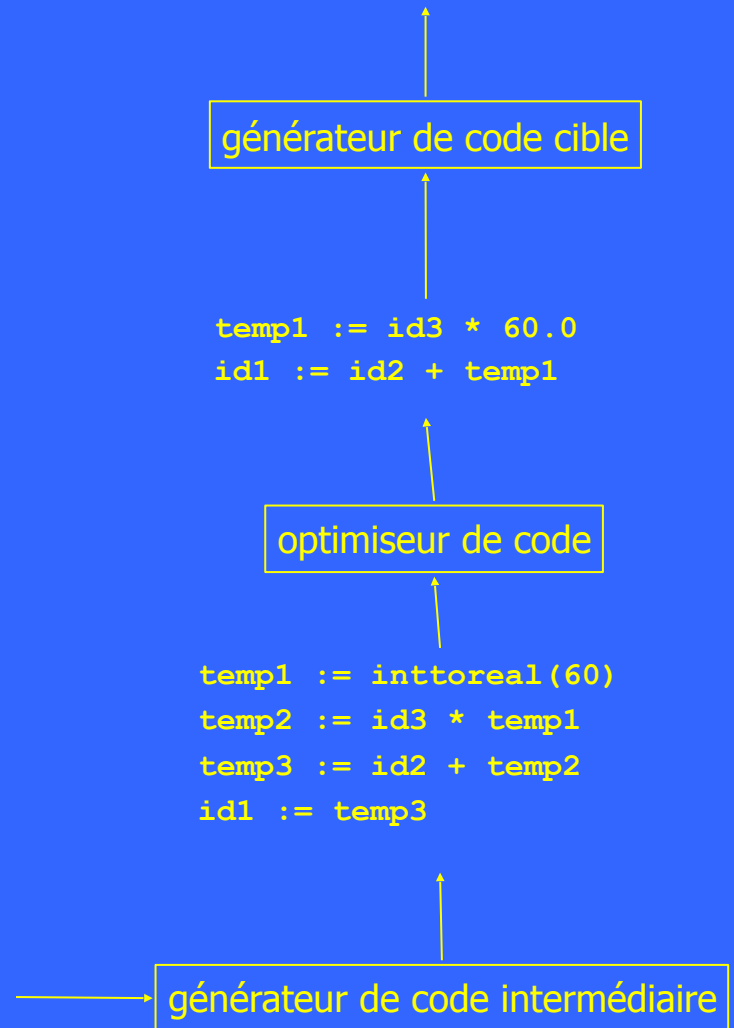 générateur de code cible
temp1 := id3 * 60.0
id1 := id2 + temp1
optimiseur de code
temp1 := inttoreal(60)
temp2 := id3 * temp1
temp3 := id2 + temp2
id1 := temp3
générateur de code intermédiaire